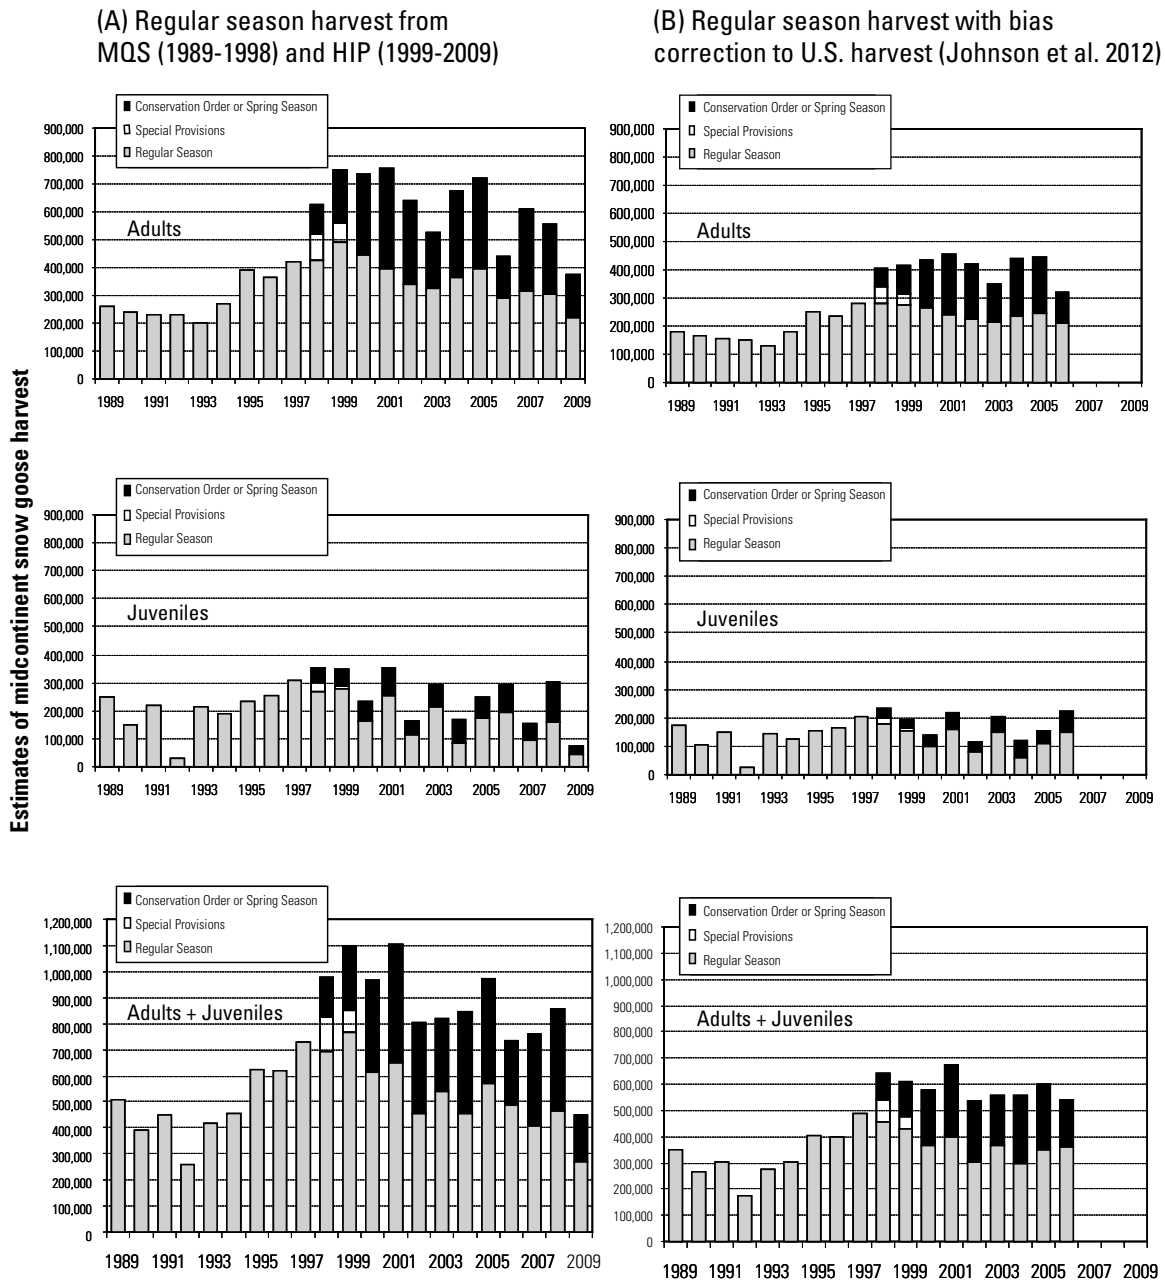 (A) Regular season harvest from
MQS (1989-1998) and HIP (1999-2009)
(B) Regular season harvest with bias
correction to U.S. harvest (Johnson et al. 2012)
Estimates of midcontinent snow goose harvest
Conservation Order or Spring Season
Special Provisions
Regular Season
900,000
800,000
700,000
600,000
500,000
400,000
300,000
200,000
100,000
0
Adults
1989 1991 1993 1995 1997 1999 2001 2003 2005 2007 2009
Conservation Order or Spring Season
Special Provisions
Regular Season
900,000
800,000
700,000
600,000
500,000
400,000
300,000
200,000
100,000
0
Adults
1989 1991 1993 1995 1997 1999 2001 2003 2005 2007 2009
Conservation Order or Spring Season
Special Provisions
Regular Season
900,000
800,000
700,000
600,000
500,000
400,000
300,000
200,000
100,000
0
Juveniles
1989 1991 1993 1995 1997 1999 2001 2003 2005 2007 2009
Conservation Order or Spring Season
Special Provisions
Regular Season
900,000
800,000
700,000
600,000
500,000
400,000
300,000
200,000
100,000
0
Juveniles
1989 1991 1993 1995 1997 1999 2001 2003 2005 2007 2009
Conservation Order or Spring Season
Special Provisions
Regular Season
1,200,000
1,100,000
1,000,000
900,000
800,000
700,000
600,000
500,000
400,000
300,000
200,000
100,000
0
Adults + Juveniles
1989 1991 1993 1995 1997 1999 2001 2003 2005 2007 2009
Conservation Order or Spring Season
Special Provisions
Regular Season
1,200,000
1,100,000
1,000,000
900,000
800,000
700,000
600,000
500,000
400,000
300,000
200,000
100,000
0
Adults + Juveniles
1989 1991 1993 1995 1997 1999 2001 2003 2005 2007 2009